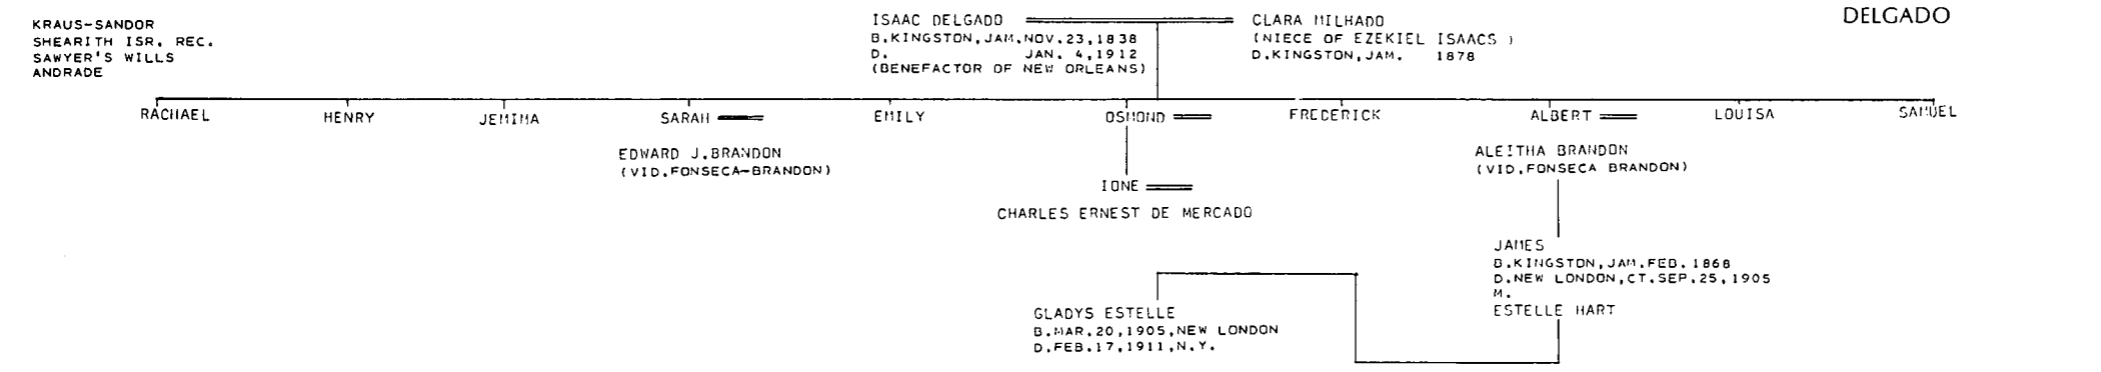 KRAUS-SANDOR
SHEARITH ISR. REC.
SAWYER'S WILLS
ANDRADE
DELGADO
ISAAC DELGADO
B.KINGSTON,JAM.NOV.23,1838
D. JAN. 4,1912
(BENEFACTOR OF NEW ORLEANS)
CLARA MILHADO
(NIECE OF EZEKIEL ISAACS )
D.KINGSTON,JAM. 1878
RACHAEL HENRY JEMIMA SARAH EMILY OSMOND FREDERICK ALBERT LOUISA SAMUEL
EDWARD J.BRANDON
(VID.FONSECA-BRANDON)
ALEITHA BRANDON
(VID.FONSECA BRANDON)
IONE
CHARLES ERNEST DE MERCADO
JAMES
B.KINGSTON,JAM.FEB.1868
D.NEW LONDON,CT.SEP.25,1905
M.
ESTELLE HART
GLADYS ESTELLE
B.MAR.20,1905,NEW LONDON
D.FEB.17,1911,N.Y.